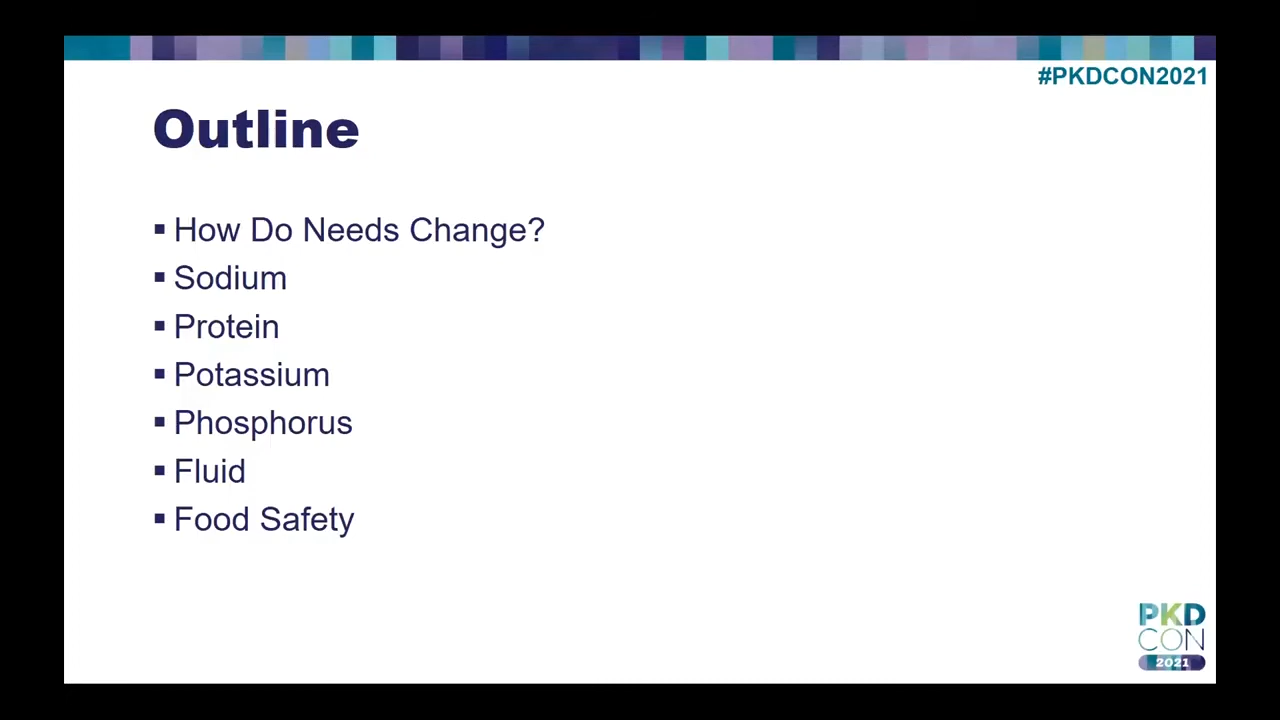 #PKDCON2021
Outline
▪ How Do Needs Change?
▪ Sodium
▪ Protein
▪ Potassium
▪ Phosphorus
▪ Fluid
▪ Food Safety
PKD
CON
2021